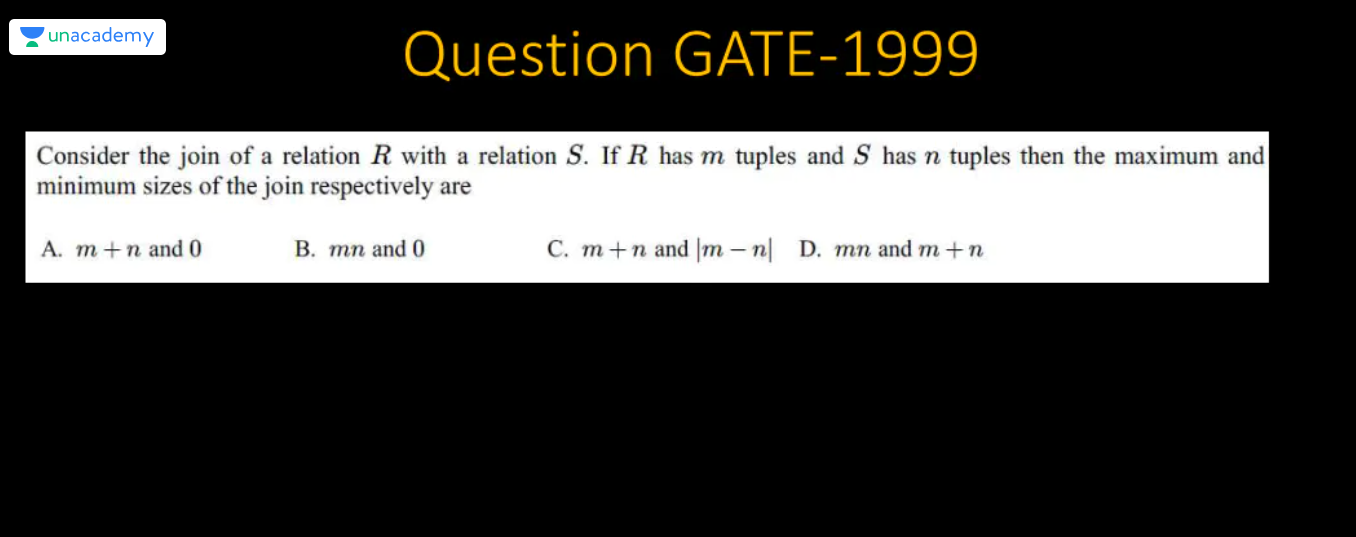 unacademy
Question GATE-1999
Consider the join of a relation R with a relation S. If R has m tuples and S has n tuples then the maximum and
minimum sizes of the join respectively are
A. m + n and 0 B. mn and 0 C. m + n and |m − n| D. mn and m + n